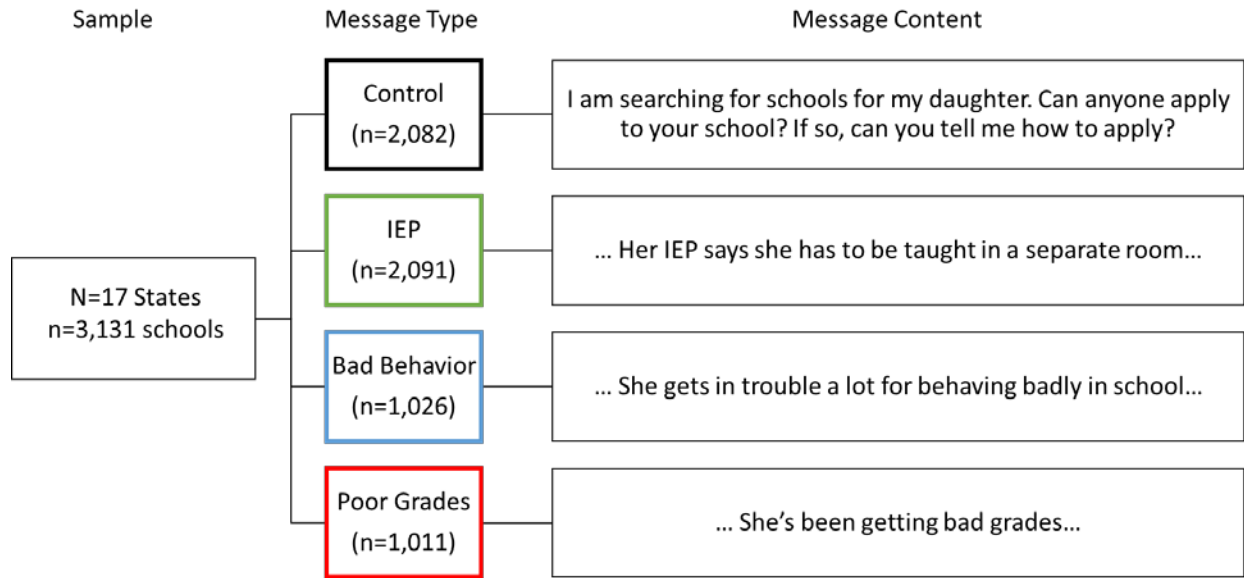 Sample
Message Type
Message Content
Control
(n=2,082)
I am searching for schools for my daughter. Can anyone apply
to your school? If so, can you tell me how to apply?
IEP
(n=2,091)
... Her IEP says she has to be taught in a separate room...
N=17 States
n=3,131 schools
Bad Behavior
(n=1,026)
... She gets in trouble a lot for behaving badly in school...
Poor Grades
(n=1,011)
... She’s been getting bad grades...